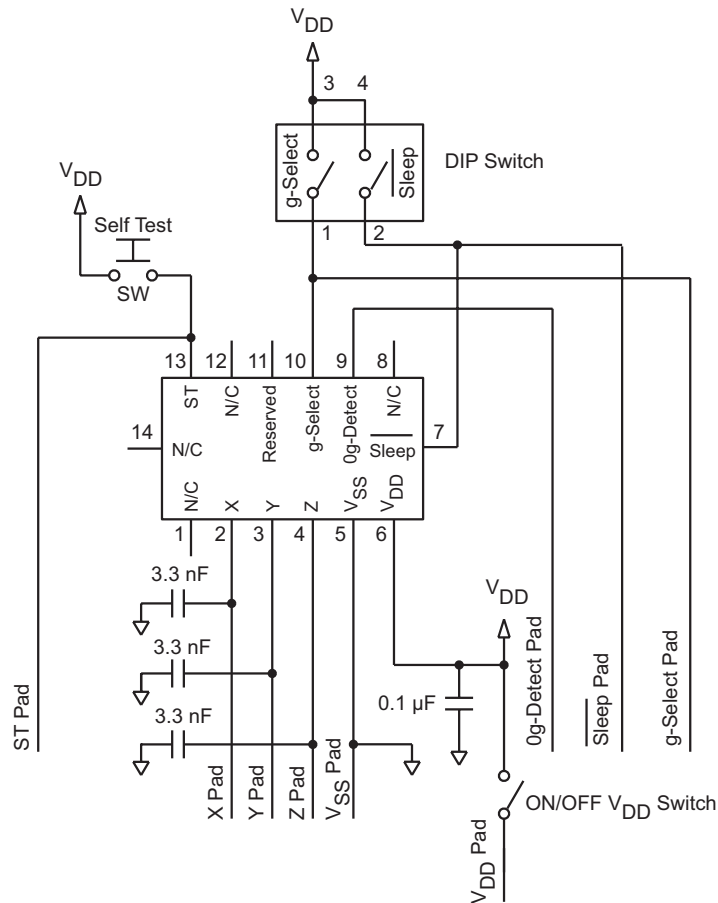 VDD
3 4
g-Select
Sleep
DIP Switch
1 2
VDD
Self Test
SW
13 12 11 10 9 8
ST
N/C
Reserved
g-Select
0g-Detect
N/C
14
N/C
Sleep
7
N/C
X
Y
Z
VSS
VDD
1 2 3 4 5 6
3.3 nF
3.3 nF
3.3 nF
VDD
0.1 µF
ST Pad
X Pad
Y Pad
Z Pad
VSS Pad
0g-Detect Pad
Sleep Pad
g-Select Pad
ON/OFF VDD Switch
VDD Pad